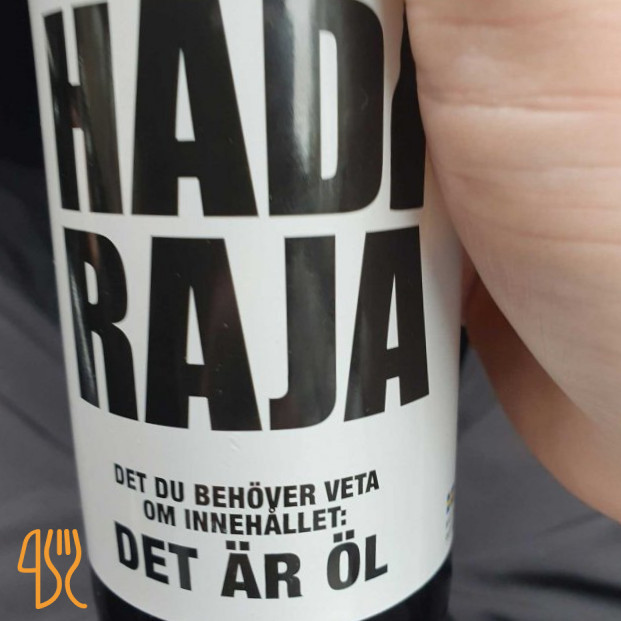 HAD
RAJA
DET DU BEHÖVER VETA
OM INNEHÅLLET:
DET ÄR ÖL